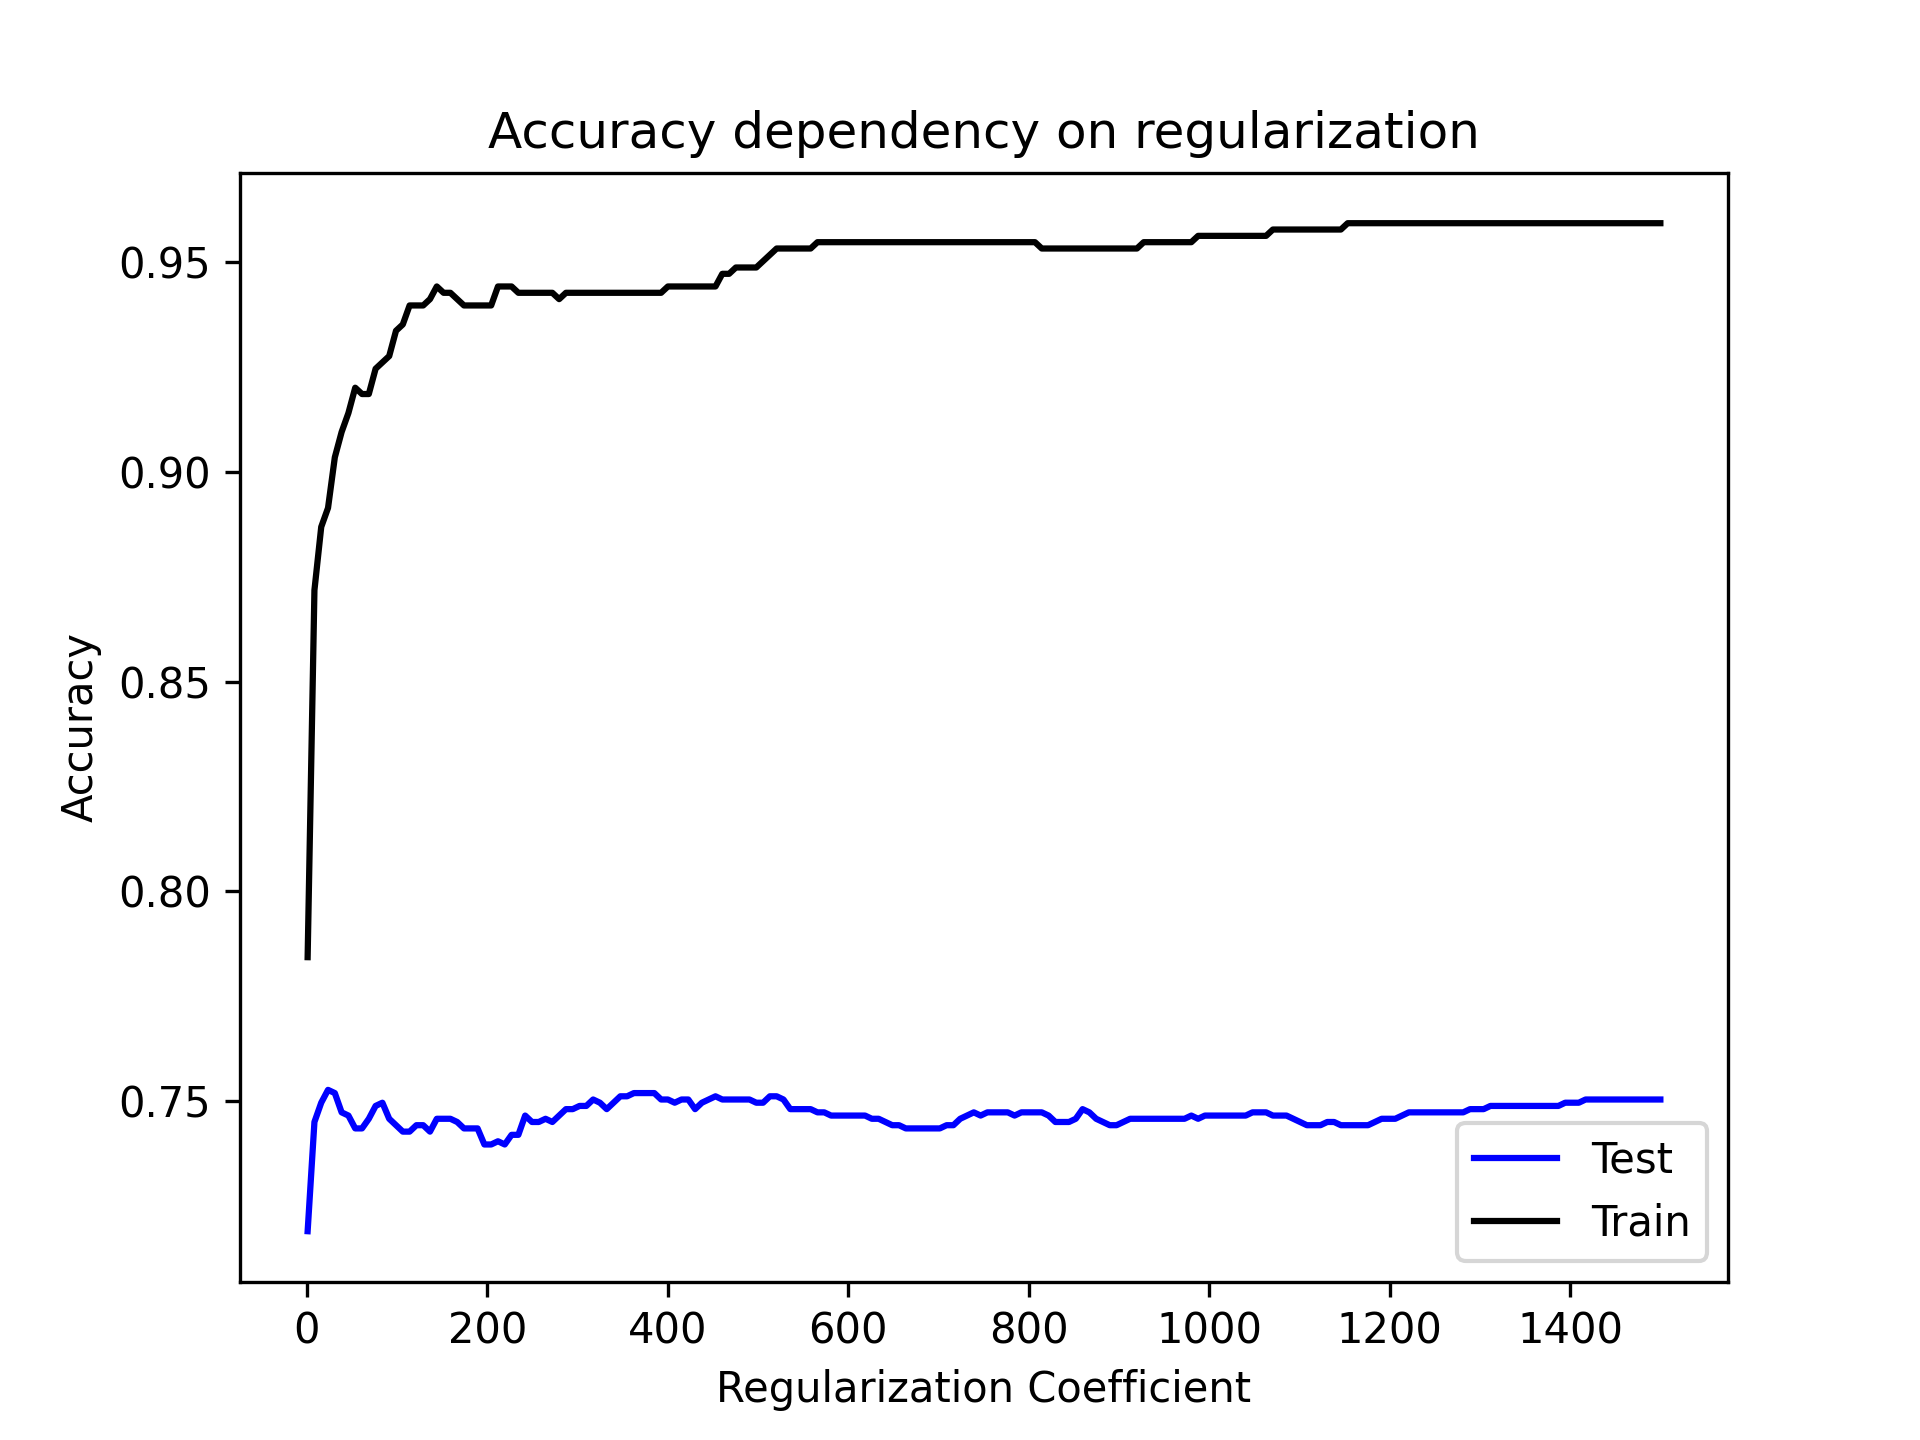 Accuracy dependency on regularization
Accuracy
0.95
0.90
0.85
0.80
0.75
0
200
400
600
800
1000
1200
1400
Regularization Coefficient
Test
Train